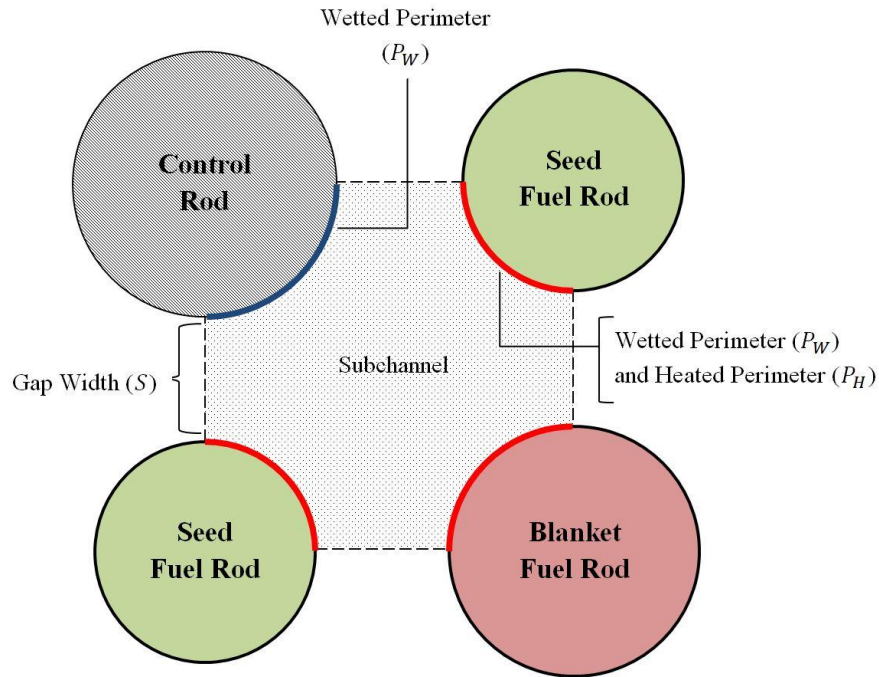 Wetted Perimeter
(P_W)
Control
Rod
Seed
Fuel Rod
Wetted Perimeter (P_W)
and Heated Perimeter (P_H)
Subchannel
Gap Width (S)
Seed
Fuel Rod
Blanket
Fuel Rod